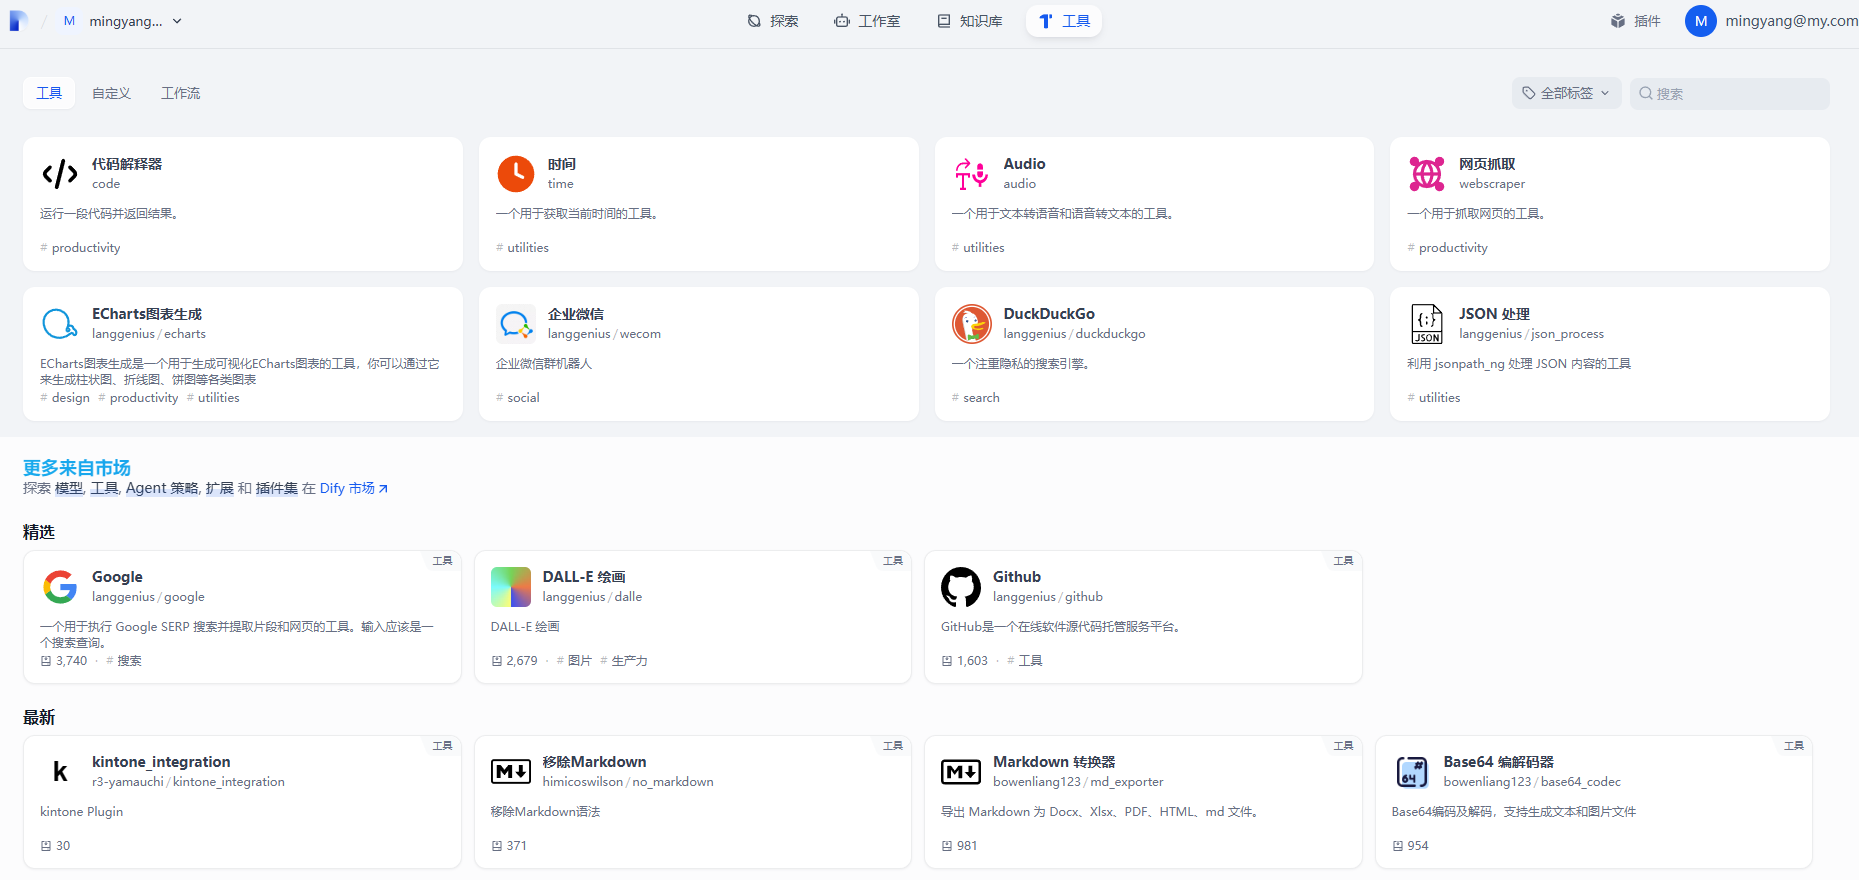 M mingyang...
探索
工作室
知识库
工具
插件
M mingyang@my.com
工具
自定义
工作流
全部标签
搜索
代码解释器
code
运行一段代码并返回结果。
# productivity
时间
time
一个用于获取当前时间的工具。
# utilities
Audio
audio
一个用于文本转语音和语音转文本的工具。
# utilities
网页抓取
webscraper
一个用于抓取网页的工具。
# productivity
ECharts图表生成
langgenius / echarts
ECharts图表生成是一个用于生成可视化ECharts图表的工具，你可以通过它
来生成柱状图、折线图、饼图等各类图表
# design # productivity # utilities
企业微信
langgenius / wecom
企业微信群机器人
# social
DuckDuckGo
langgenius / duckduckgo
一个注重隐私的搜索引擎。
# search
{;}
JSON
JSON 处理
langgenius / json_process
利用 jsonpath_ng 处理 JSON 内容的工具
# utilities
更多来自市场
探索 模型, 工具, Agent 策略, 扩展 和 插件集 在 Dify 市场
精选
工具
Google
langgenius / google
一个用于执行 Google SERP 搜索并提取片段和网页的工具。输入应该是一
个搜索查询。
3,740 · # 搜索
工具
DALL-E 绘画
langgenius / dalle
DALL-E 绘画
2,679 · # 图片 # 生产力
工具
Github
langgenius / github
GitHub是一个在线软件源代码托管服务平台。
1,603 · # 工具
最新
工具
k
kintone_integration
r3-yamauchi / kintone_integration
kintone Plugin
30
工具
M
移除Markdown
himicoswilson / no_markdown
移除Markdown语法
371
工具
M
Markdown 转换器
bowenliang123 / md_exporter
导出 Markdown 为 Docx、Xlsx、PDF、HTML、md 文件。
981
工具
#
64
Base64 编解码器
bowenliang123 / base64_codec
Base64编码及解码，支持生成文本和图片文件
954